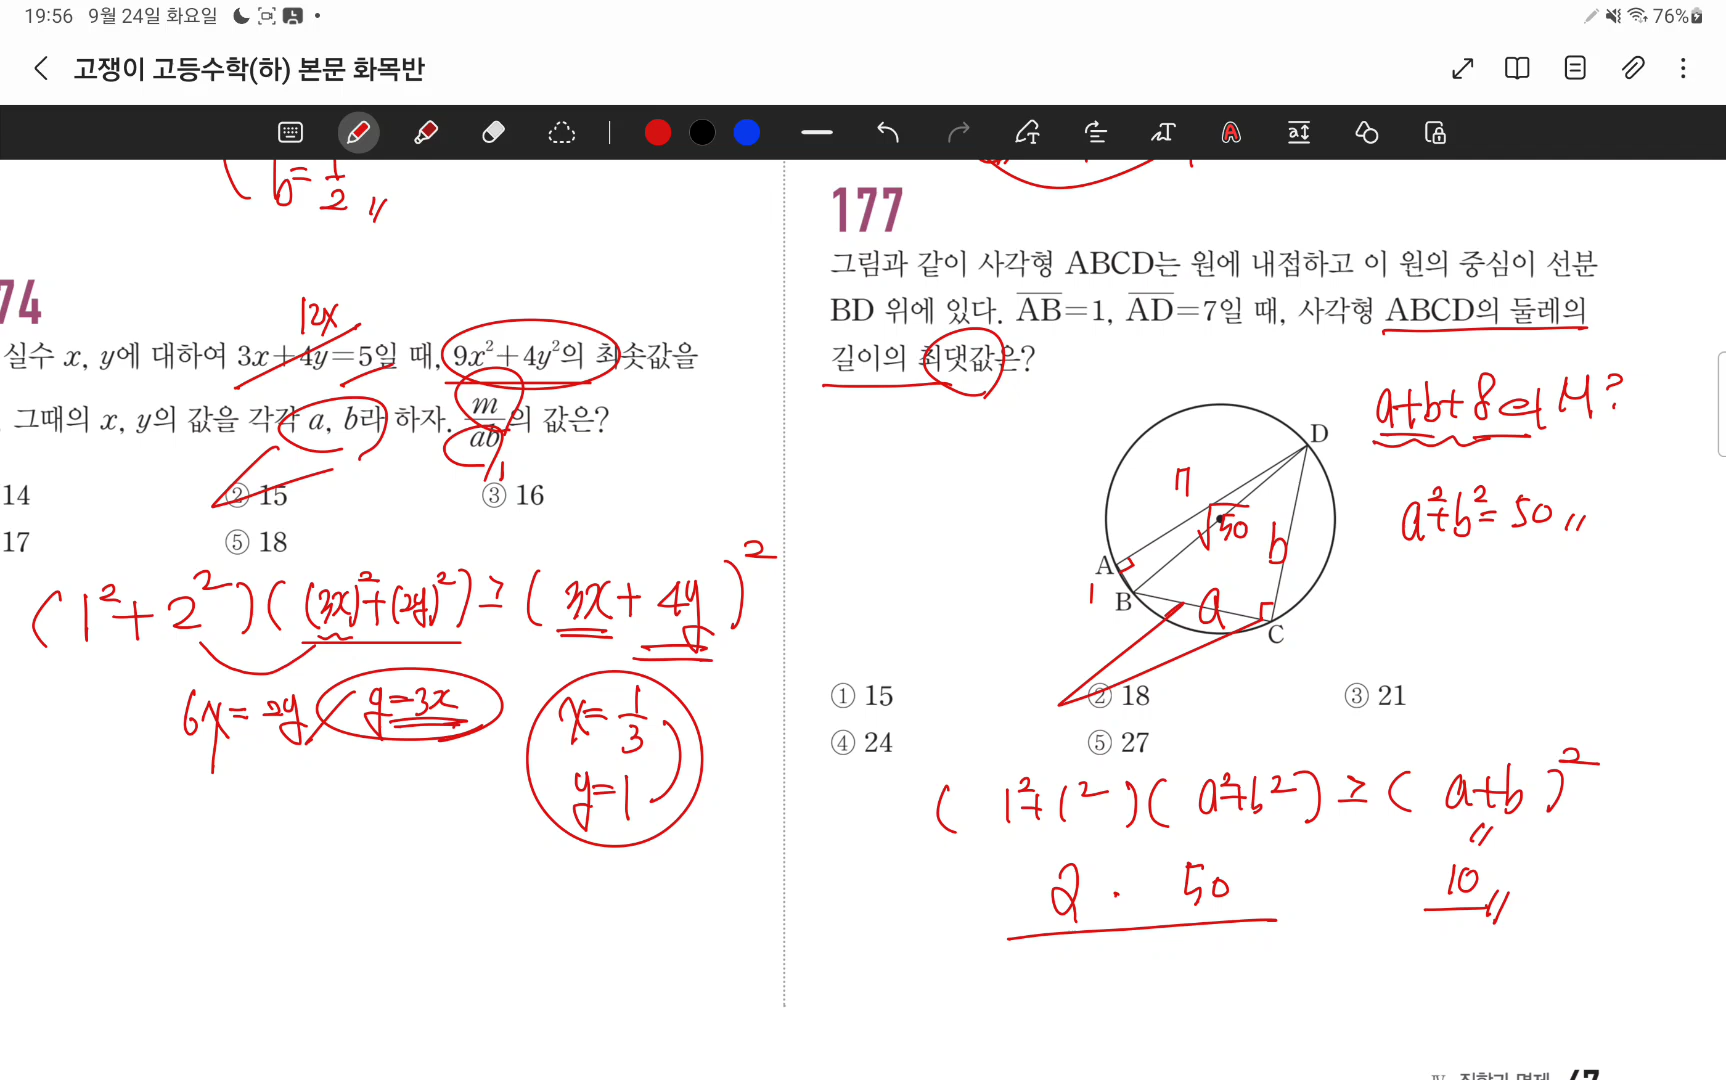 19:56 9월 24일 화요일
76%
고쟁이 고등수학(하) 본문 화목반
b=1/2 〃
74
12x
실수 x, y에 대하여 3x+4y=5일 때, 9x²+4y²의 최솟값을
그때의 x, y의 값을 각각 a, b라 하자. m/ab의 값은?
14 ② 15 ③ 16
17 ⑤ 18
(1²+2²)((3x)²+(2y)²)≥(3x+4y)²
6x=2y y=3x
x=1/3
y=1
177
그림과 같이 사각형 ABCD는 원에 내접하고 이 원의 중심이 선분
BD 위에 있다. AB=1, AD=7일 때, 사각형 ABCD의 둘레의
길이의 최댓값은?
a+b+8의 M?
a²+b²=50 〃
D
7
√50
b
A
1
B
a
C
① 15 ② 18 ③ 21
④ 24 ⑤ 27
(1²+1²)(a²+b²)≥(a+b)²
〃
2 · 50 10 〃